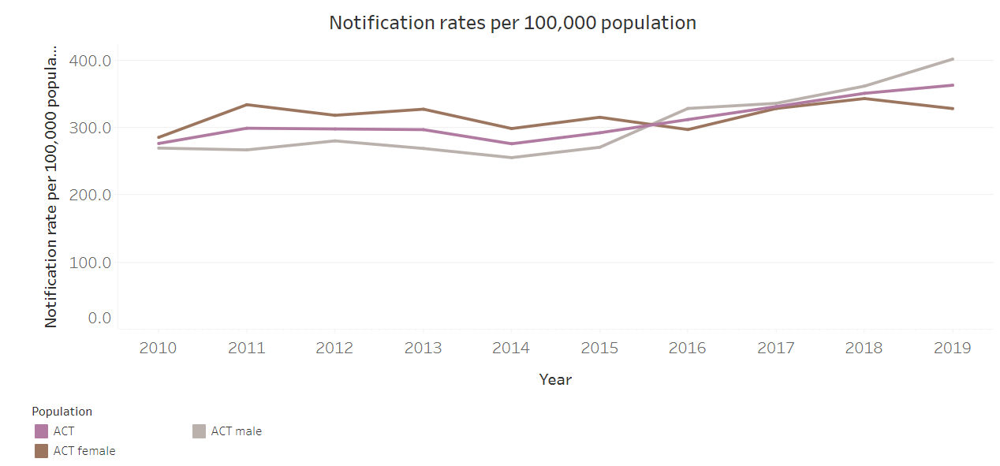 Notification rates per 100,000 population
Notification rate per 100,000 popula...
400.0
300.0
200.0
100.0
0.0
2010 2011 2012 2013 2014 2015 2016 2017 2018 2019
Year
Population
ACT
ACT male
ACT female